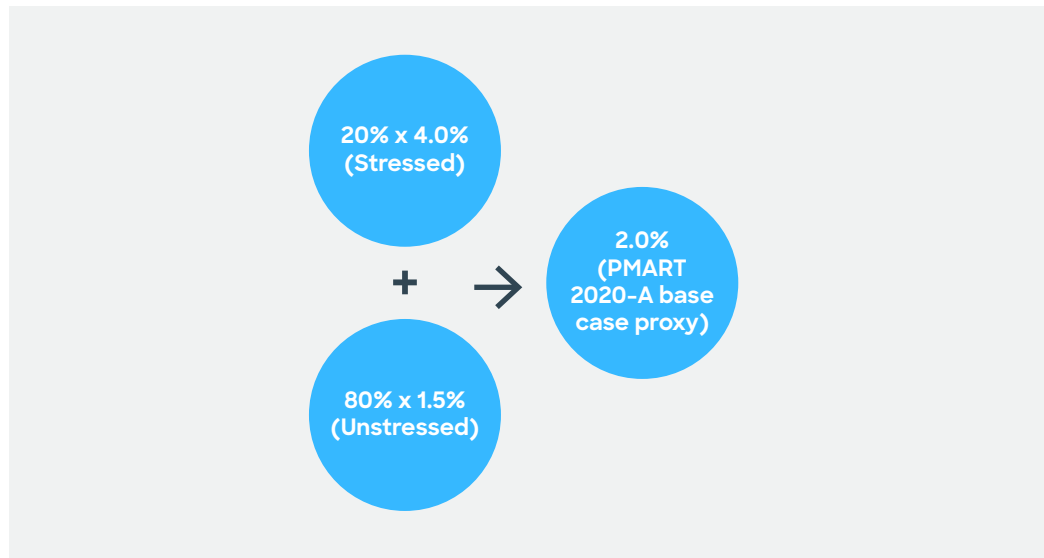 20% x 4.0%
(Stressed)
+
80% x 1.5%
(Unstressed)
→
2.0%
(PMART
2020-A base
case proxy)